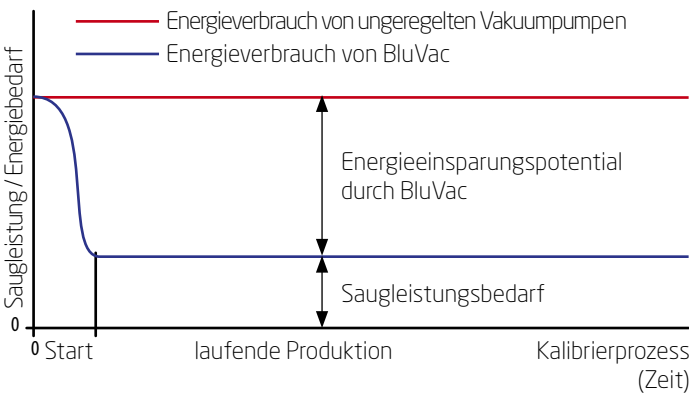 Energieverbrauch von ungeregelten Vakuumpumpen
Energieverbrauch von BluVac
Saugleistung / Energiebedarf
Energieeinsparungspotential
durch BluVac
Saugleistungsbedarf
0
0 Start
laufende Produktion
Kalibrierprozess
(Zeit)